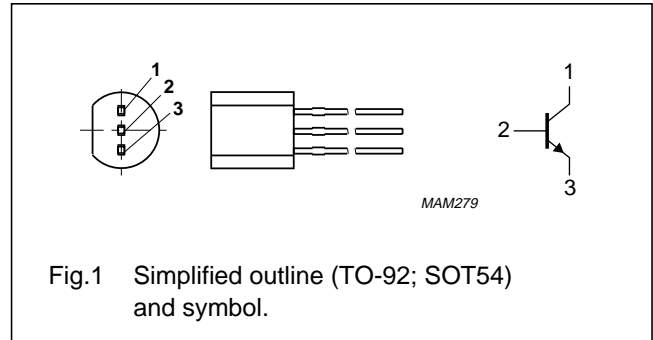 1
2
3
1
2
3
MAM279
Fig.1 Simplified outline (TO-92; SOT54)
and symbol.